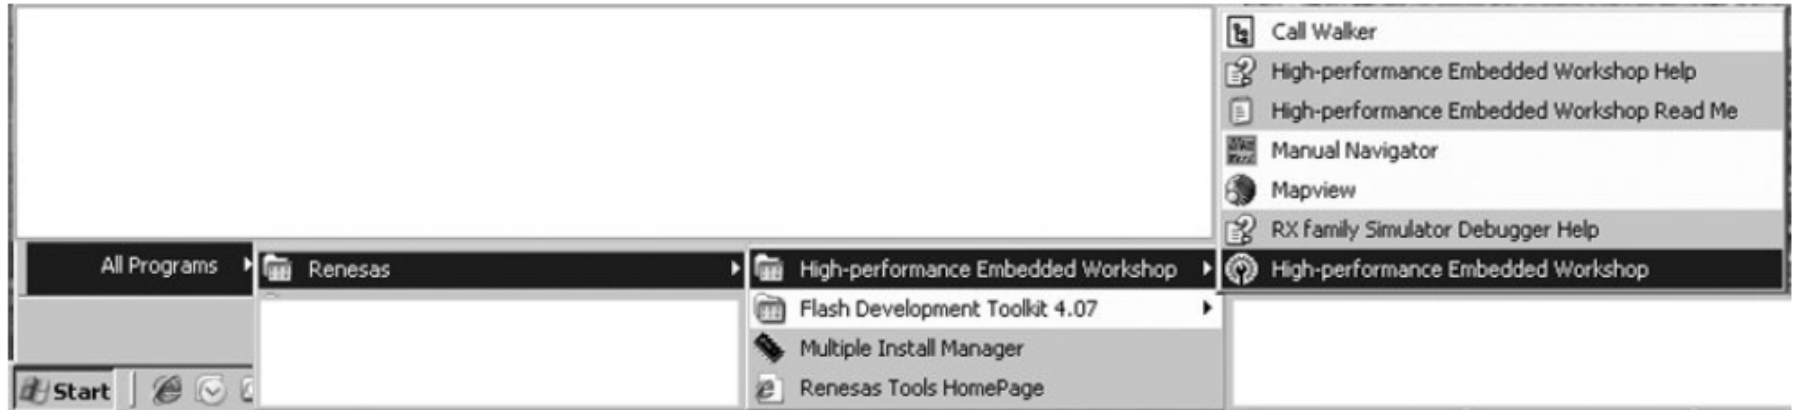 Call Walker
High-performance Embedded Workshop Help
High-performance Embedded Workshop Read Me
Manual Navigator
Mapview
RX family Simulator Debugger Help
All Programs
Renesas
High-performance Embedded Workshop
High-performance Embedded Workshop
Flash Development Toolkit 4.07
Multiple Install Manager
Renesas Tools HomePage
Start